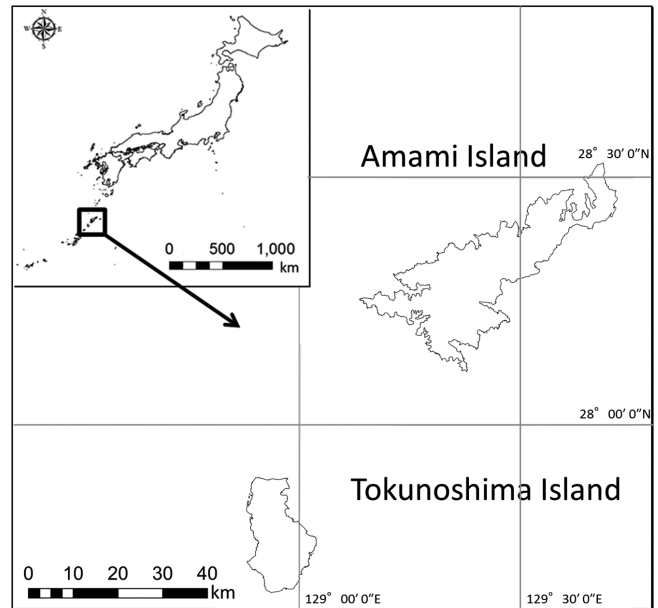 N
W E
S
0 500 1,000
km
Amami Island
28° 30′ 0″N
28° 00′ 0″N
Tokunoshima Island
0 10 20 30 40
km
129° 00′ 0″E
129° 30′ 0″E